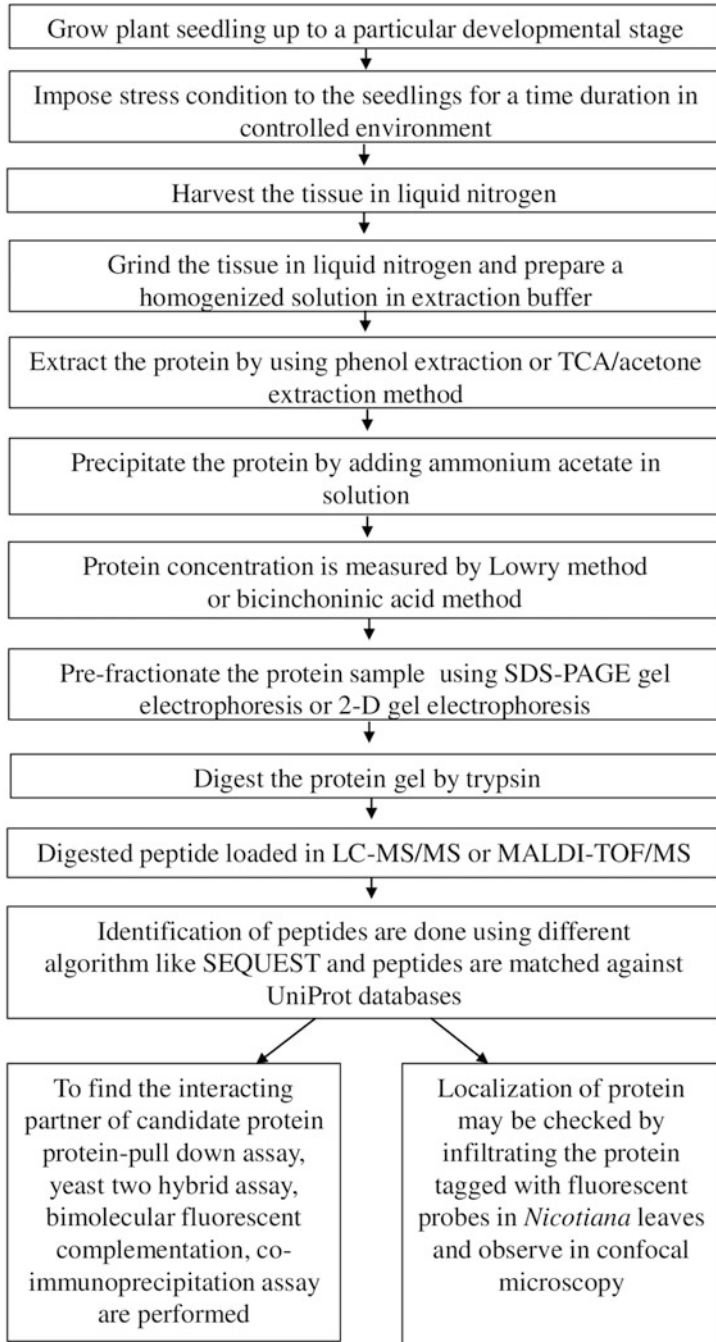 Grow plant seedling up to a particular developmental stage
Impose stress condition to the seedlings for a time duration in
controlled environment
Harvest the tissue in liquid nitrogen
Grind the tissue in liquid nitrogen and prepare a
homogenized solution in extraction buffer
Extract the protein by using phenol extraction or TCA/acetone
extraction method
Precipitate the protein by adding ammonium acetate in
solution
Protein concentration is measured by Lowry method
or bicinchoninic acid method
Pre-fractionate the protein sample using SDS-PAGE gel
electrophoresis or 2-D gel electrophoresis
Digest the protein gel by trypsin
Digested peptide loaded in LC-MS/MS or MALDI-TOF/MS
Identification of peptides are done using different
algorithm like SEQUEST and peptides are matched against
UniProt databases
To find the interacting
partner of candidate protein
protein-pull down assay,
yeast two hybrid assay,
bimolecular fluorescent
complementation, co-
immunoprecipitation assay
are performed
Localization of protein
may be checked by
infiltrating the protein
tagged with fluorescent
probes in Nicotiana leaves
and observe in confocal
microscopy